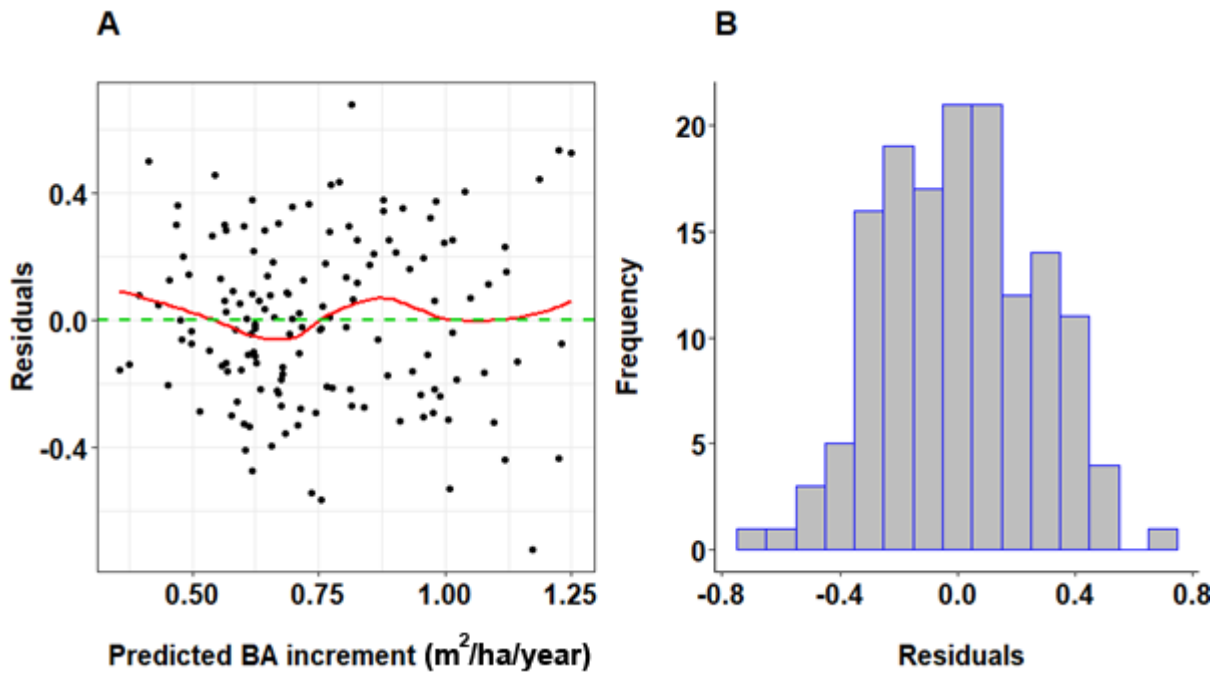 A
Residuals
0.4
0.0
-0.4
0.50 0.75 1.00 1.25
Predicted BA increment (m²/ha/year)
B
Frequency
20
15
10
5
0
-0.8 -0.4 0.0 0.4 0.8
Residuals